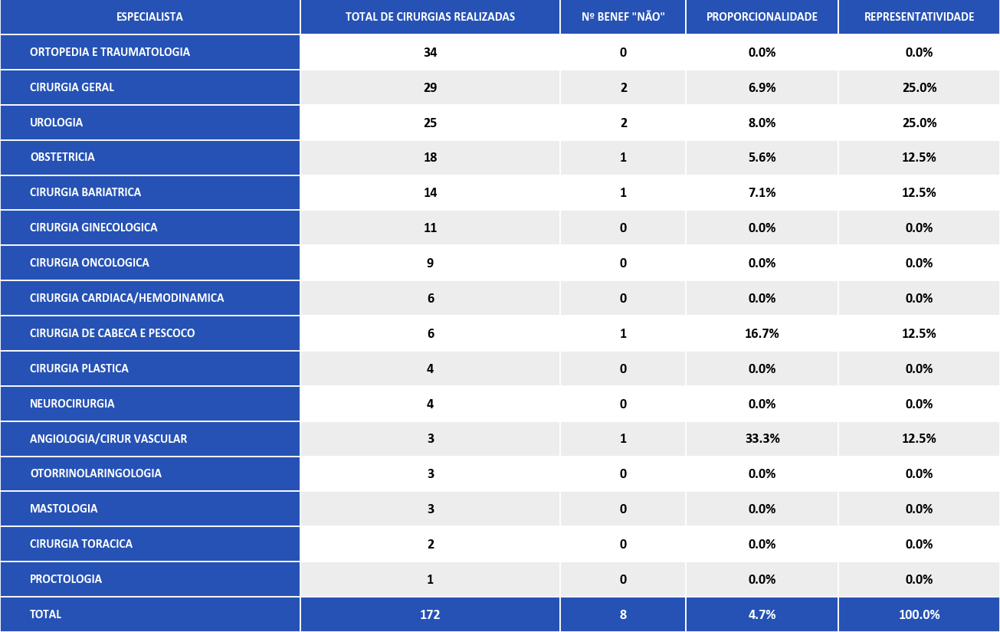 ESPECIALISTA TOTAL DE CIRURGIAS REALIZADAS Nº BENEF "NÃO" PROPORCIONALIDADE REPRESENTATIVIDADE
ORTOPEDIA E TRAUMATOLOGIA 34 0 0.0% 0.0%
CIRURGIA GERAL 29 2 6.9% 25.0%
UROLOGIA 25 2 8.0% 25.0%
OBSTETRICIA 18 1 5.6% 12.5%
CIRURGIA BARIATRICA 14 1 7.1% 12.5%
CIRURGIA GINECOLOGICA 11 0 0.0% 0.0%
CIRURGIA ONCOLOGICA 9 0 0.0% 0.0%
CIRURGIA CARDIACA/HEMODINAMICA 6 0 0.0% 0.0%
CIRURGIA DE CABECA E PESCOCO 6 1 16.7% 12.5%
CIRURGIA PLASTICA 4 0 0.0% 0.0%
NEUROCIRURGIA 4 0 0.0% 0.0%
ANGIOLOGIA/CIRUR VASCULAR 3 1 33.3% 12.5%
OTORRINOLARINGOLOGIA 3 0 0.0% 0.0%
MASTOLOGIA 3 0 0.0% 0.0%
CIRURGIA TORACICA 2 0 0.0% 0.0%
PROCTOLOGIA 1 0 0.0% 0.0%
TOTAL 172 8 4.7% 100.0%